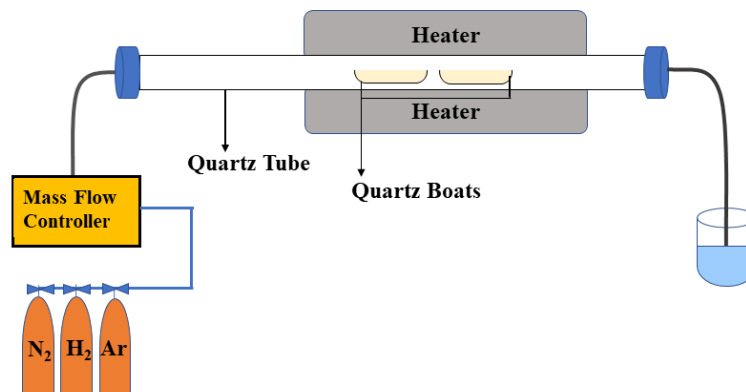 Heater
Heater
Quartz Tube
Quartz Boats
Mass Flow
Controller
N₂ H₂ Ar